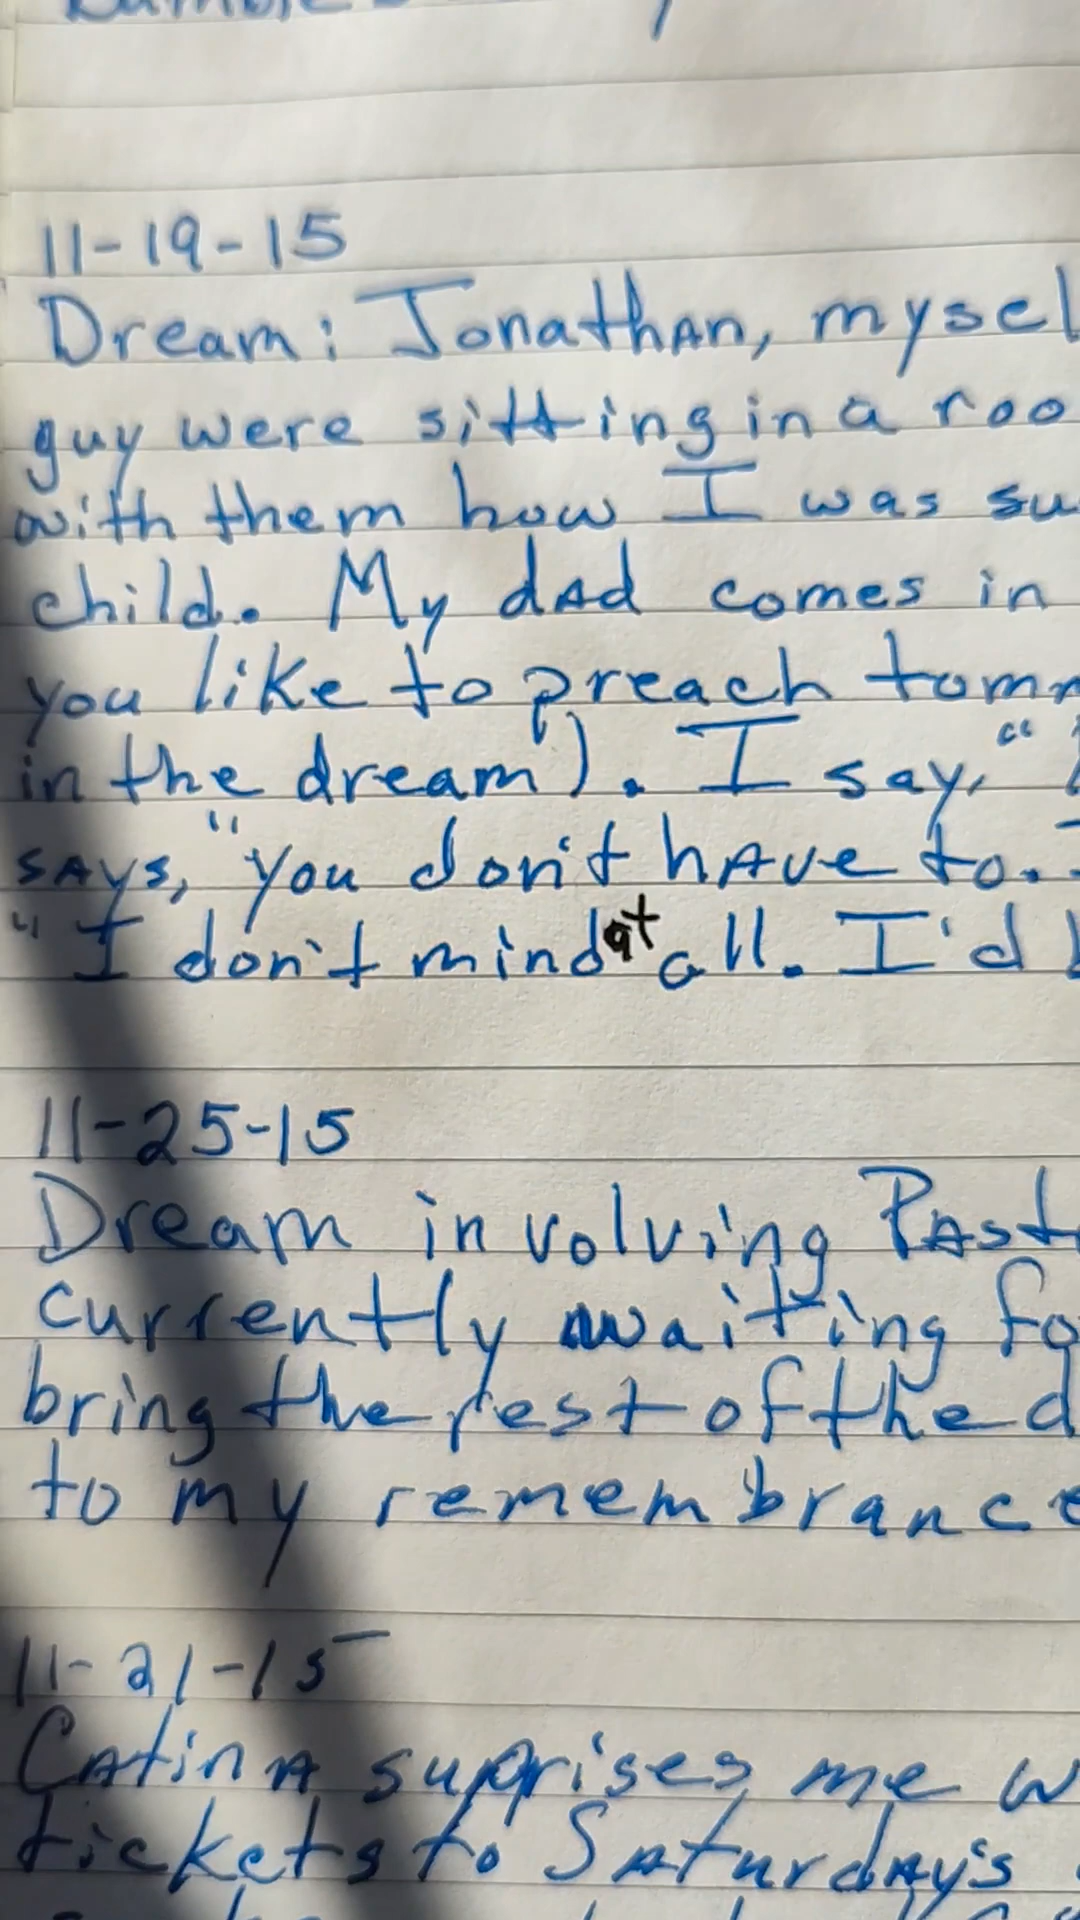 11-19-15
Dream: Jonathan, mysel
guy were sitting in a roo
with them how I was su
child. My dad comes in
you like to preach tom
in the dream). I say, "
says, "you don't have to.
"I don't mind at all. I'd
11-25-15
Dream involving Past
currently waiting fo
bring the rest of the d
to my remembrance
11-21-15
Catina suprises me w
tickets to Saturday's